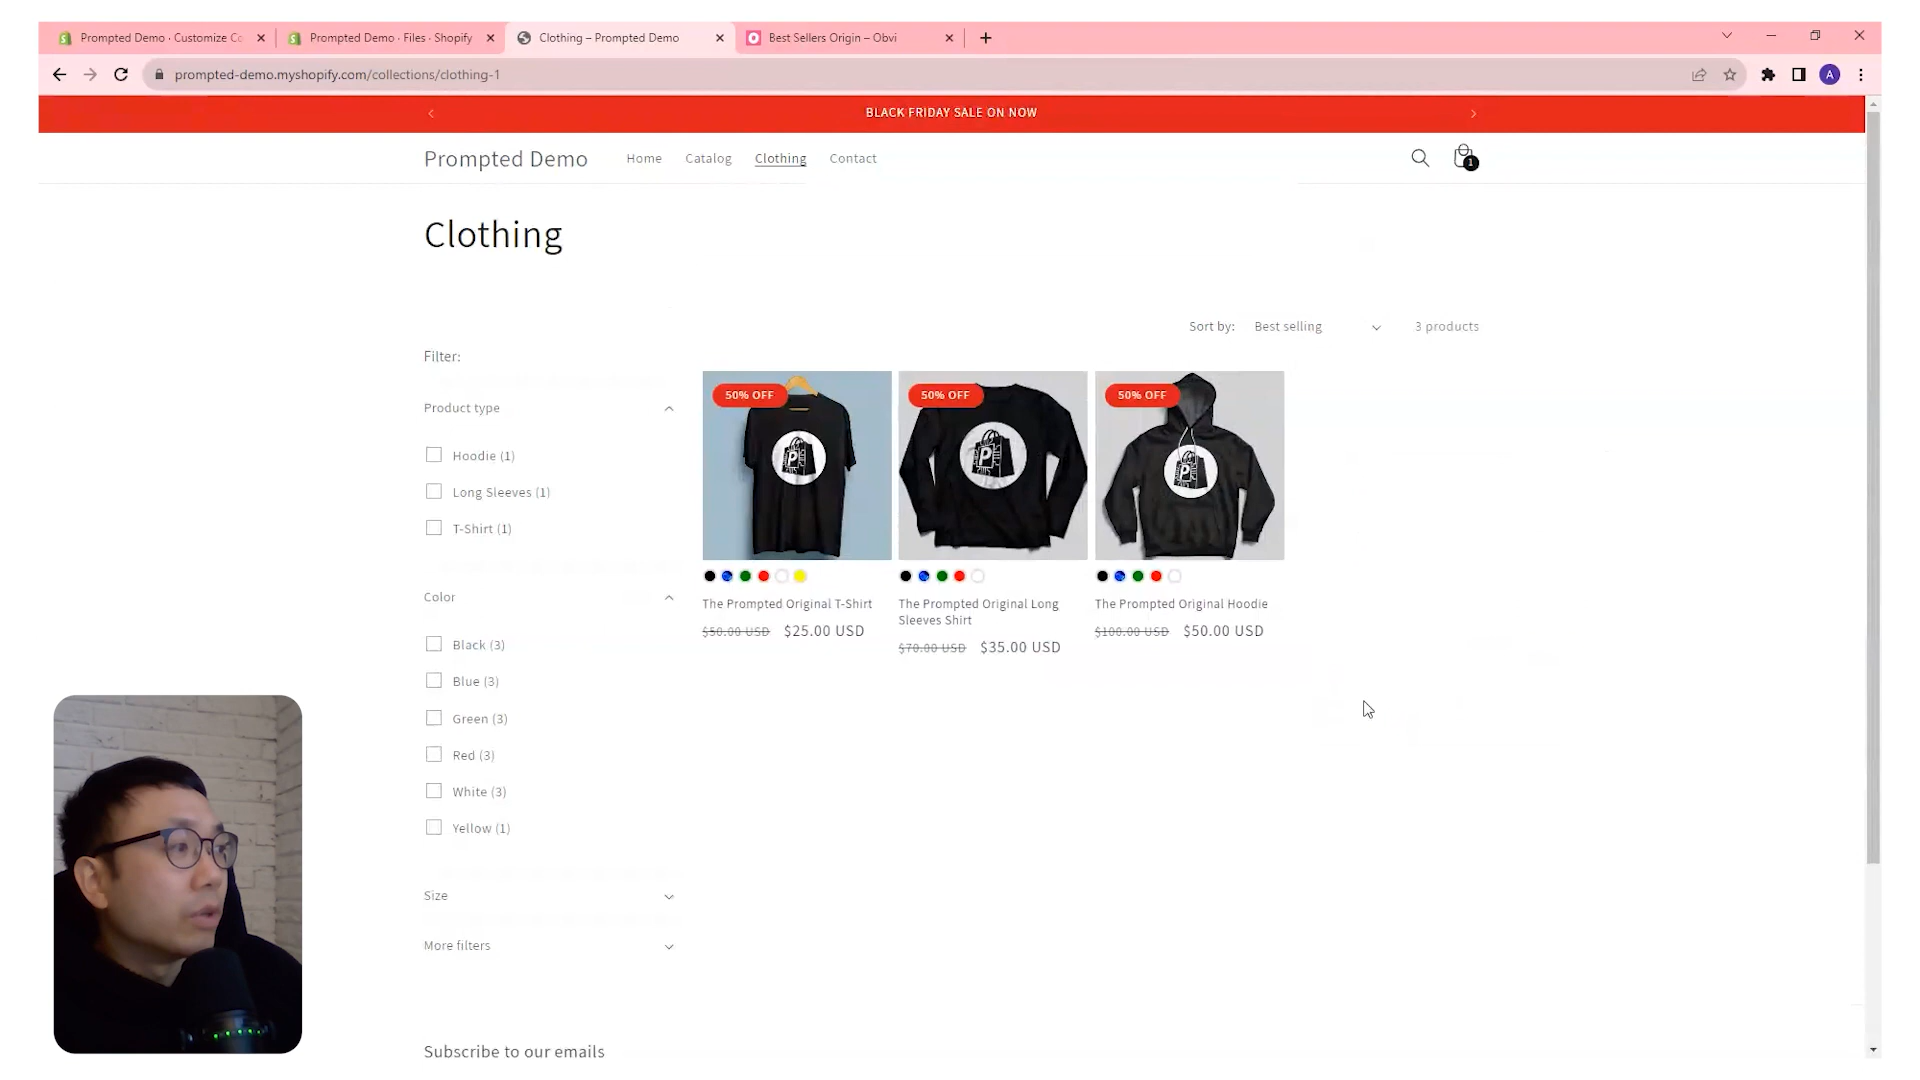 Prompted Demo · Customize Co
Prompted Demo · Files · Shopify
Clothing – Prompted Demo
Best Sellers Origin – Obvi
prompted-demo.myshopify.com/collections/clothing-1
A
BLACK FRIDAY SALE ON NOW
Prompted Demo
Home
Catalog
Clothing
Contact
1
Clothing
Sort by:
Best selling
3 products
Filter:
Product type
Hoodie (1)
Long Sleeves (1)
T-Shirt (1)
Color
Black (3)
Blue (3)
Green (3)
Red (3)
White (3)
Yellow (1)
Size
More filters
50% OFF
P
The Prompted Original T-Shirt
$50.00 USD $25.00 USD
50% OFF
P
The Prompted Original Long
Sleeves Shirt
$70.00 USD $35.00 USD
50% OFF
P
The Prompted Original Hoodie
$100.00 USD $50.00 USD
Subscribe to our emails